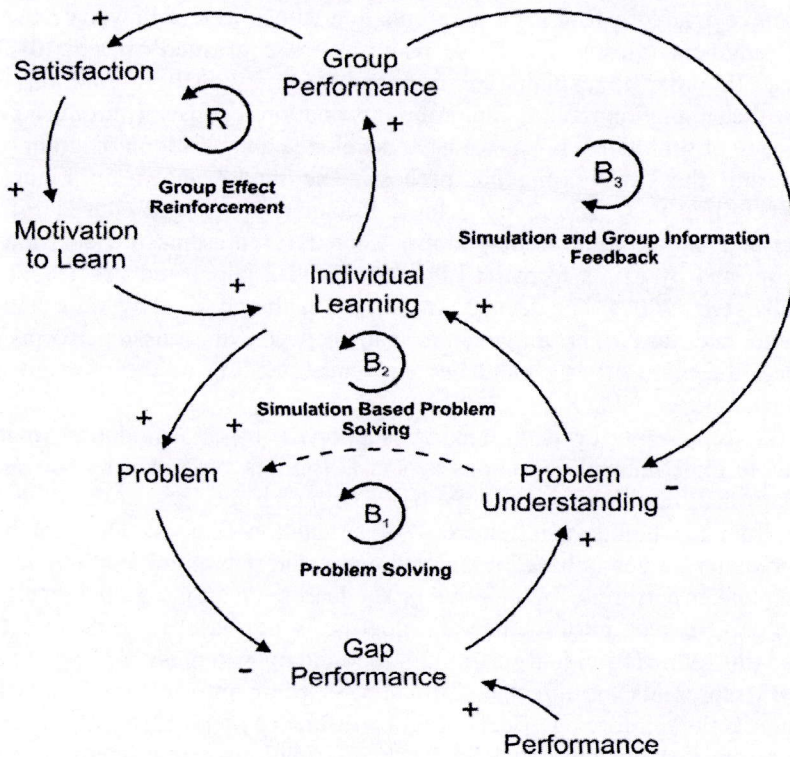 +
Satisfaction
Group
Performance
+
R
Group Effect
Reinforcement
B3
Simulation and Group Information
Feedback
+
Motivation
to Learn
+
Individual
Learning
+
B2
Simulation Based Problem
Solving
+
+
Problem
Problem
Understanding
-
B1
Problem Solving
+
-
Gap
Performance
+
Performance